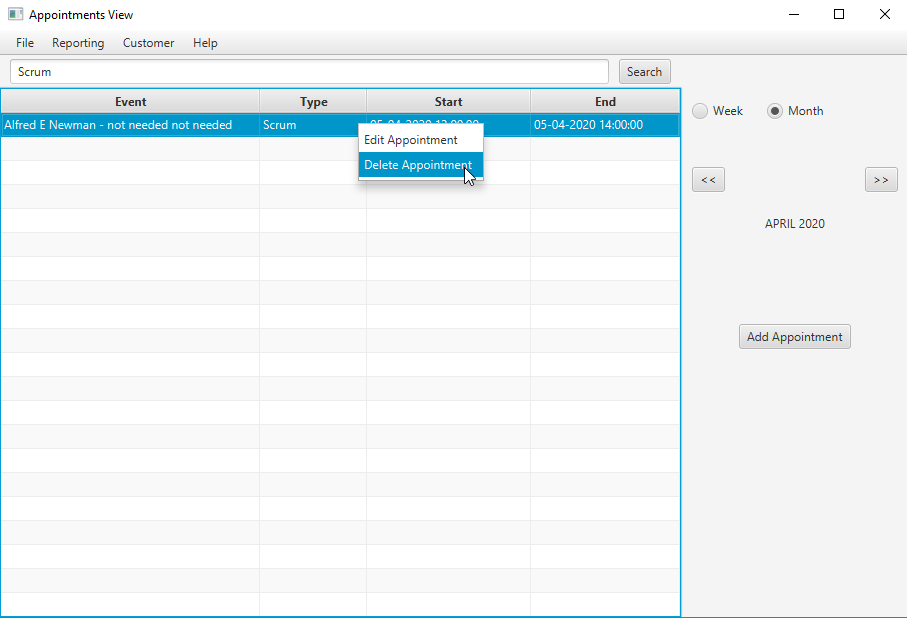 Appointments View
File Reporting Customer Help
Scrum Search
Event Type Start End
Alfred E Newman - not needed not needed Scrum 05-04-2020 14:00:00
Edit Appointment
Delete Appointment
Week Month
<< >>
APRIL 2020
Add Appointment